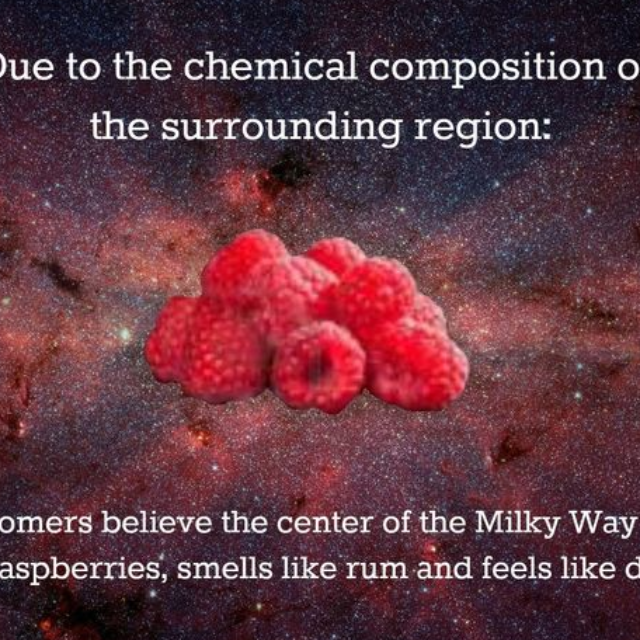 Due to the chemical composition o
the surrounding region:
omers believe the center of the Milky Way
aspberries, smells like rum and feels like d